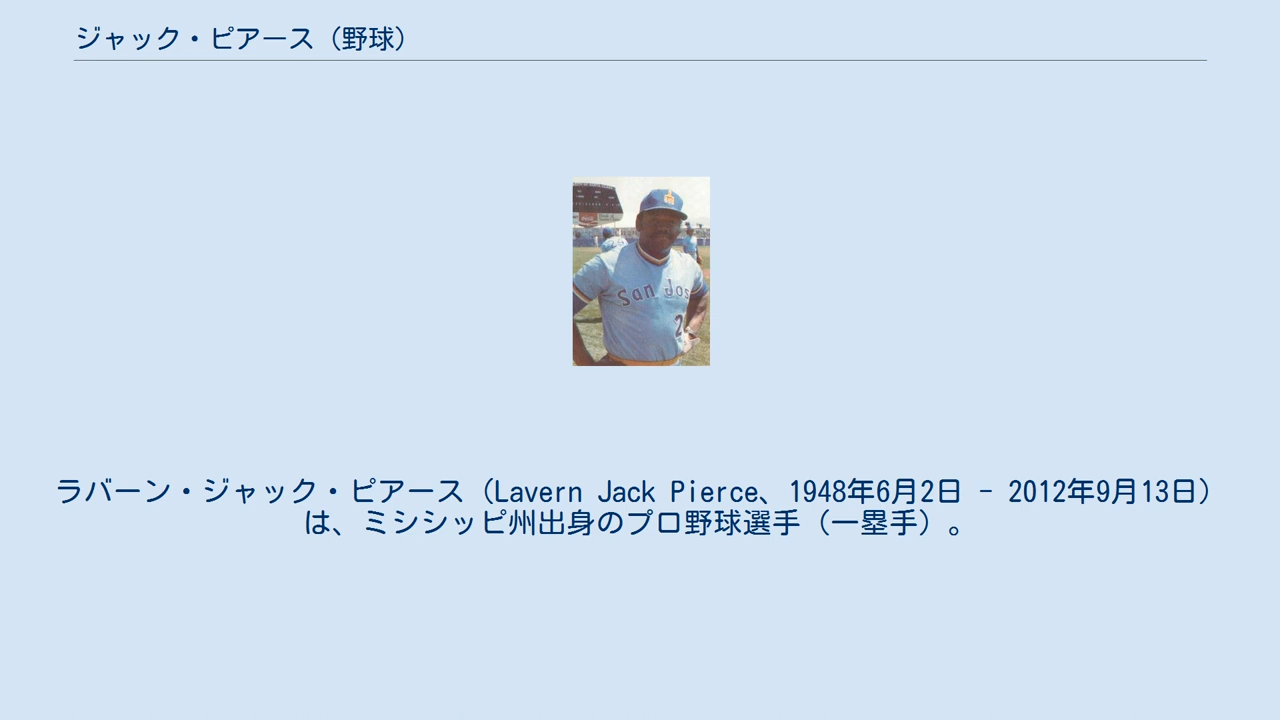 ジャック・ピアース（野球）
San Jos
2
ラバーン・ジャック・ピアース（Lavern Jack Pierce、1948年6月2日 - 2012年9月13日）
は、ミシシッピ州出身のプロ野球選手（一塁手）。